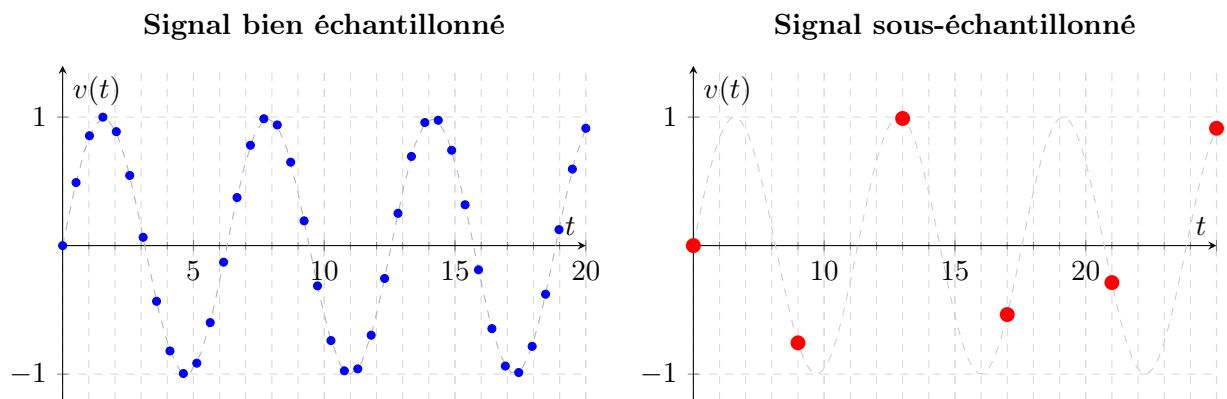 Signal bien échantillonné
v(t)
1
t
5 10 15 20
−1
Signal sous-échantillonné
v(t)
1
t
10 15 20
−1